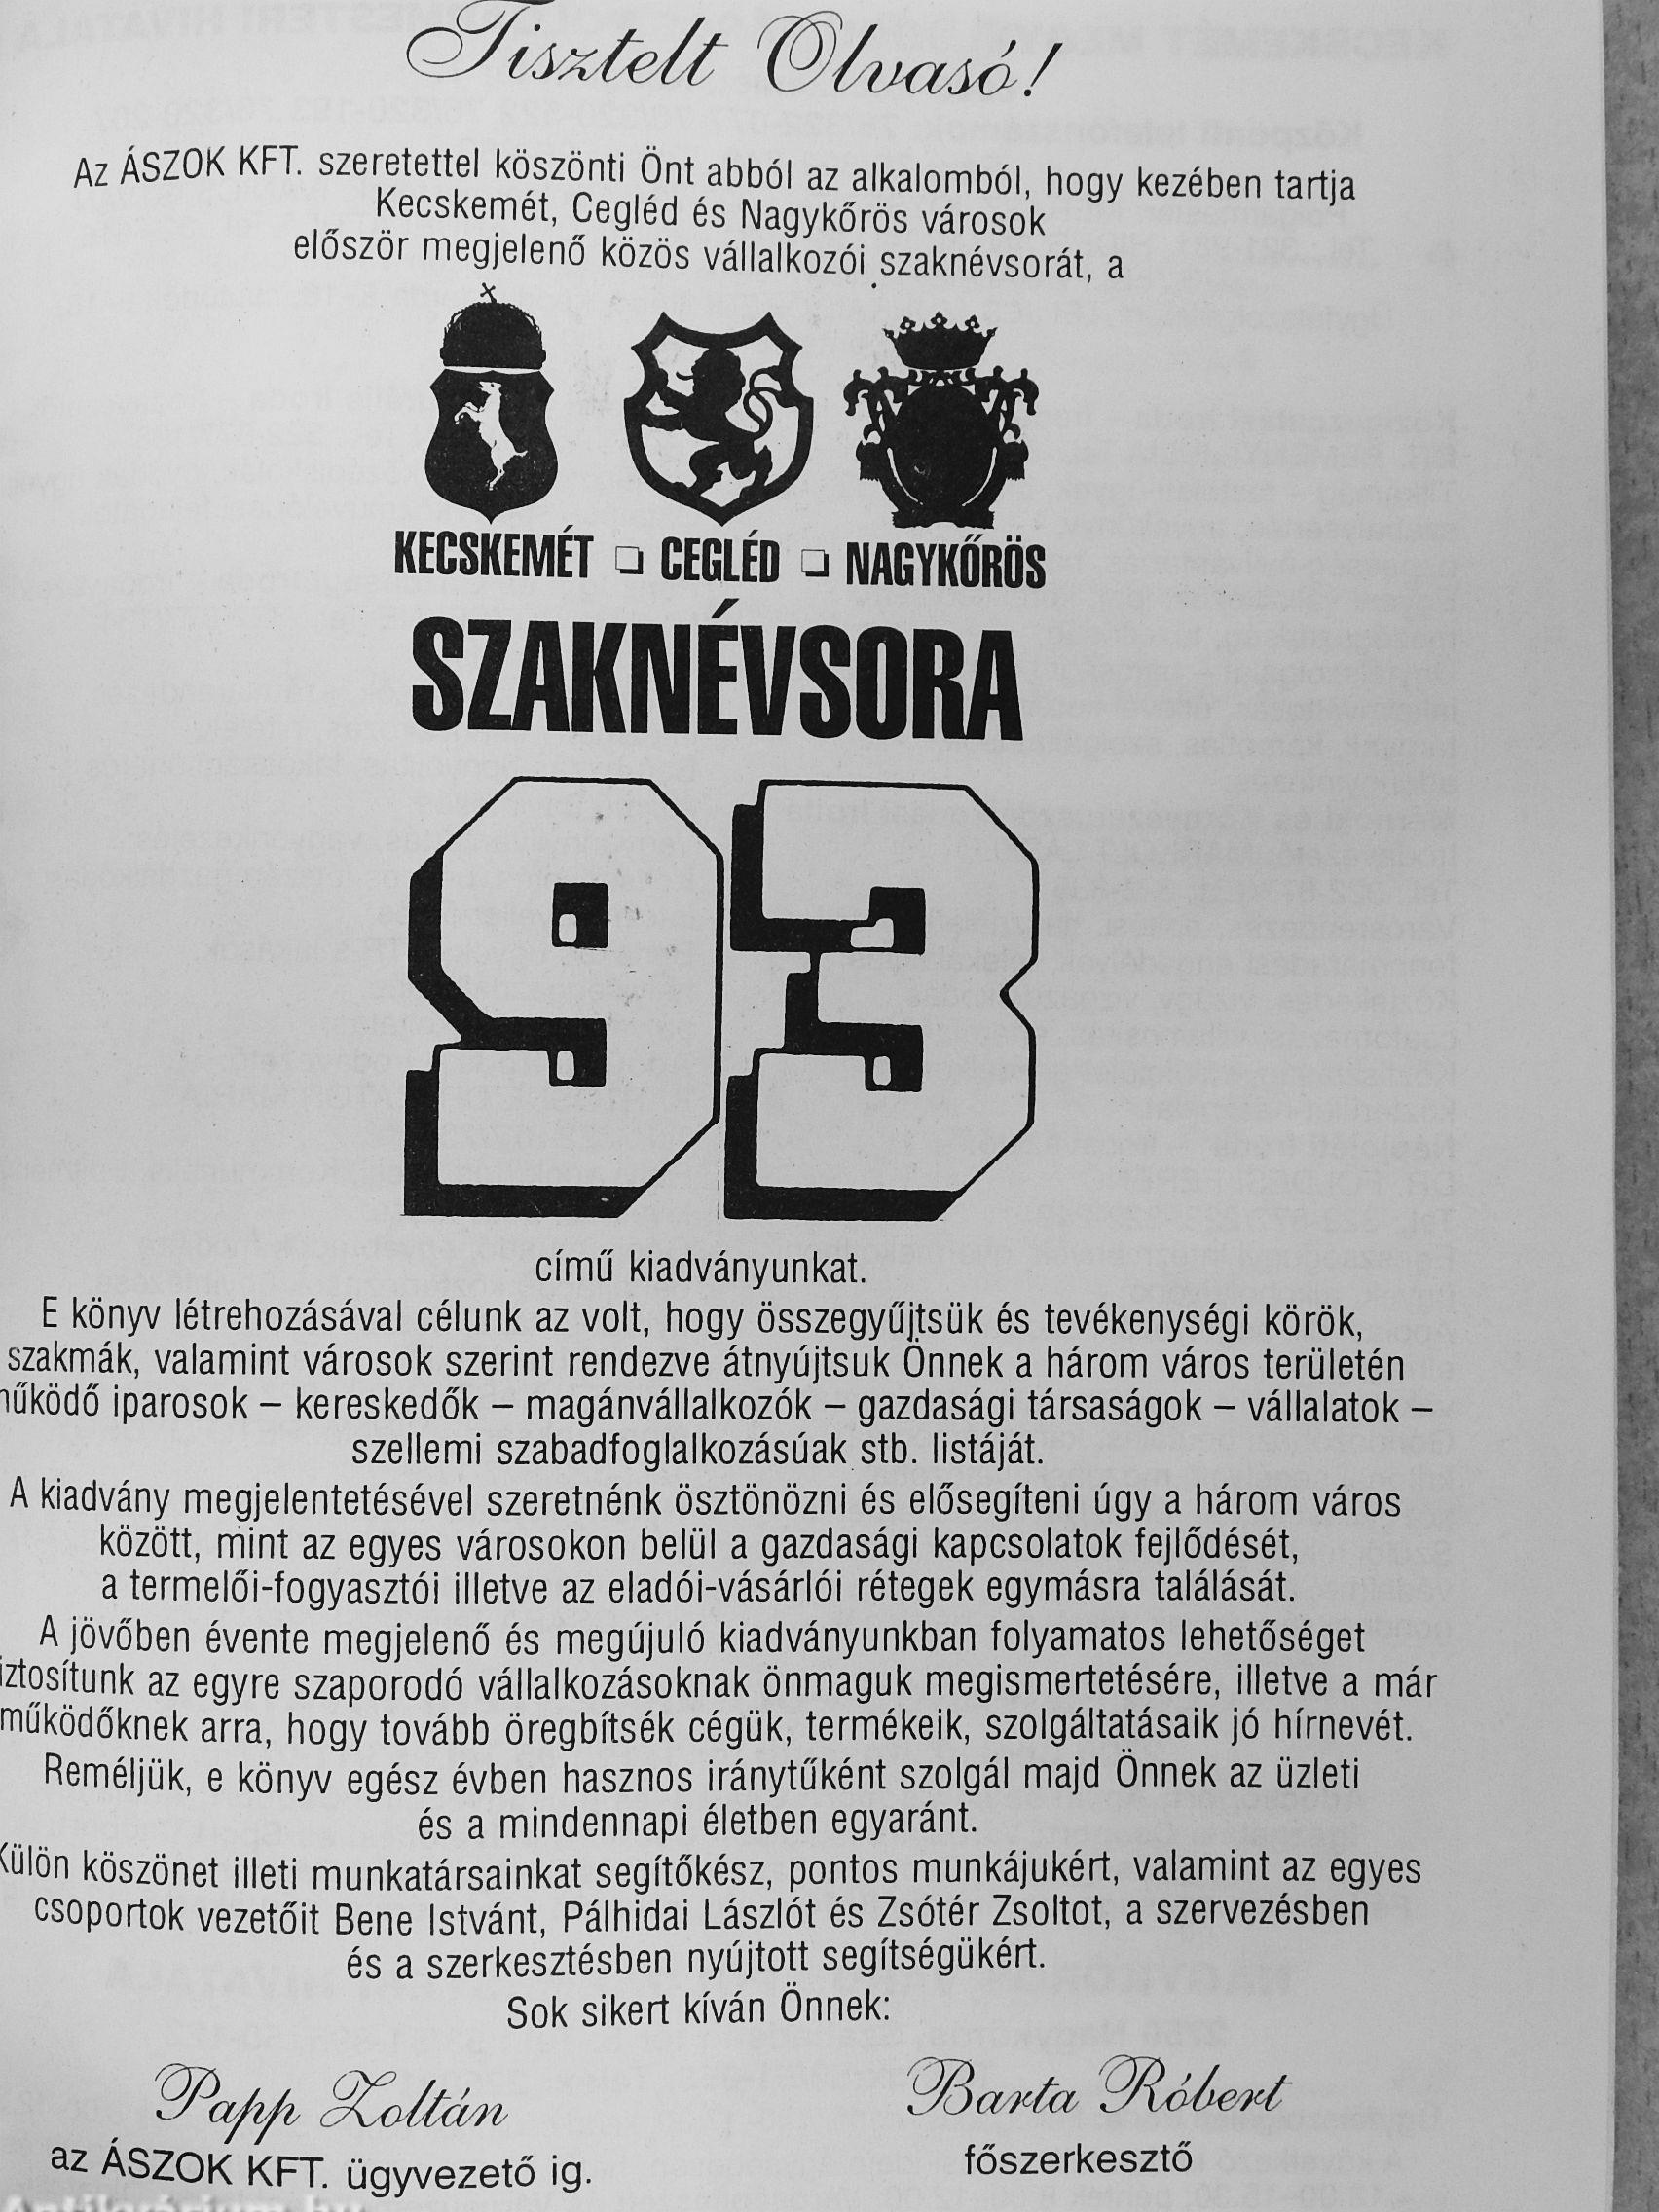 Tisztelt Olvasó!
Az ÁSZOK KFT. szeretettel köszönti Önt abból az alkalomból, hogy kezében tartja
Kecskemét, Cegléd és Nagykőrös városok
először megjelenő közös vállalkozói szaknévsorát, a
KECSKEMÉT ❏ CEGLÉD ❏ NAGYKŐRÖS
SZAKNÉVSORA
93
című kiadványunkat.
E könyv létrehozásával célunk az volt, hogy összegyűjtsük és tevékenységi körök,
szakmák, valamint városok szerint rendezve átnyújtsuk Önnek a három város területén
működő iparosok – kereskedők – magánvállalkozók – gazdasági társaságok – vállalatok –
szellemi szabadfoglalkozásúak stb. listáját.
A kiadvány megjelentetésével szeretnénk ösztönözni és elősegíteni úgy a három város
között, mint az egyes városokon belül a gazdasági kapcsolatok fejlődését,
a termelői-fogyasztói illetve az eladói-vásárlói rétegek egymásra találását.
A jövőben évente megjelenő és megújuló kiadványunkban folyamatos lehetőséget
iztosítunk az egyre szaporodó vállalkozásoknak önmaguk megismertetésére, illetve a már
működőknek arra, hogy tovább öregbítsék cégük, termékeik, szolgáltatásaik jó hírnevét.
Reméljük, e könyv egész évben hasznos iránytűként szolgál majd Önnek az üzleti
és a mindennapi életben egyaránt.
Külön köszönet illeti munkatársainkat segítőkész, pontos munkájukért, valamint az egyes
csoportok vezetőit Bene Istvánt, Pálhidai Lászlót és Zsótér Zsoltot, a szervezésben
és a szerkesztésben nyújtott segítségükért.
Sok sikert kíván Önnek:
Papp Zoltán
az ÁSZOK KFT. ügyvezető ig.
Barta Róbert
főszerkesztő